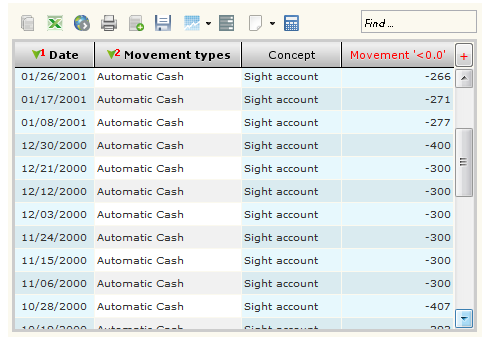 Find ...
1 Date 2 Movement types Concept Movement '<0.0' +
01/26/2001 Automatic Cash Sight account -266
01/17/2001 Automatic Cash Sight account -271
01/08/2001 Automatic Cash Sight account -277
12/30/2000 Automatic Cash Sight account -400
12/21/2000 Automatic Cash Sight account -300
12/12/2000 Automatic Cash Sight account -300
12/03/2000 Automatic Cash Sight account -300
11/24/2000 Automatic Cash Sight account -300
11/15/2000 Automatic Cash Sight account -300
11/06/2000 Automatic Cash Sight account -300
10/28/2000 Automatic Cash Sight account -407
Automatic Cash Sight account